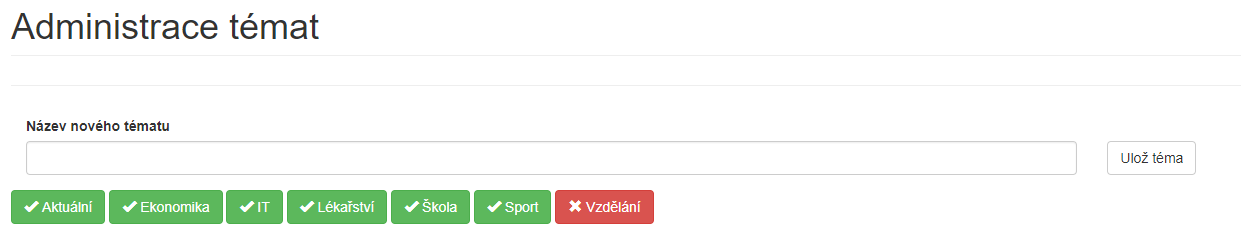 Administrace témat
Název nového tématu
Ulož téma
Aktuální Ekonomika IT Lékařství Škola Sport Vzdělání